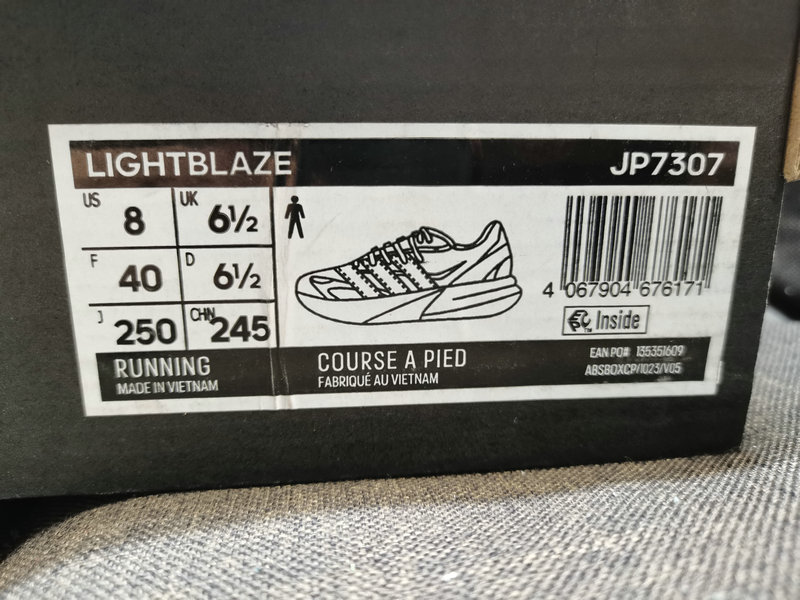 LIGHTBLAZE JP7307
US 8 UK 6½
F 40 D 6½
J 250 CHN 245
4 067904 676171
Inside
RUNNING
MADE IN VIETNAM
COURSE A PIED
FABRIQUÉ AU VIETNAM
EAN PO# 135351609
ABSBOXCP/1023/V05